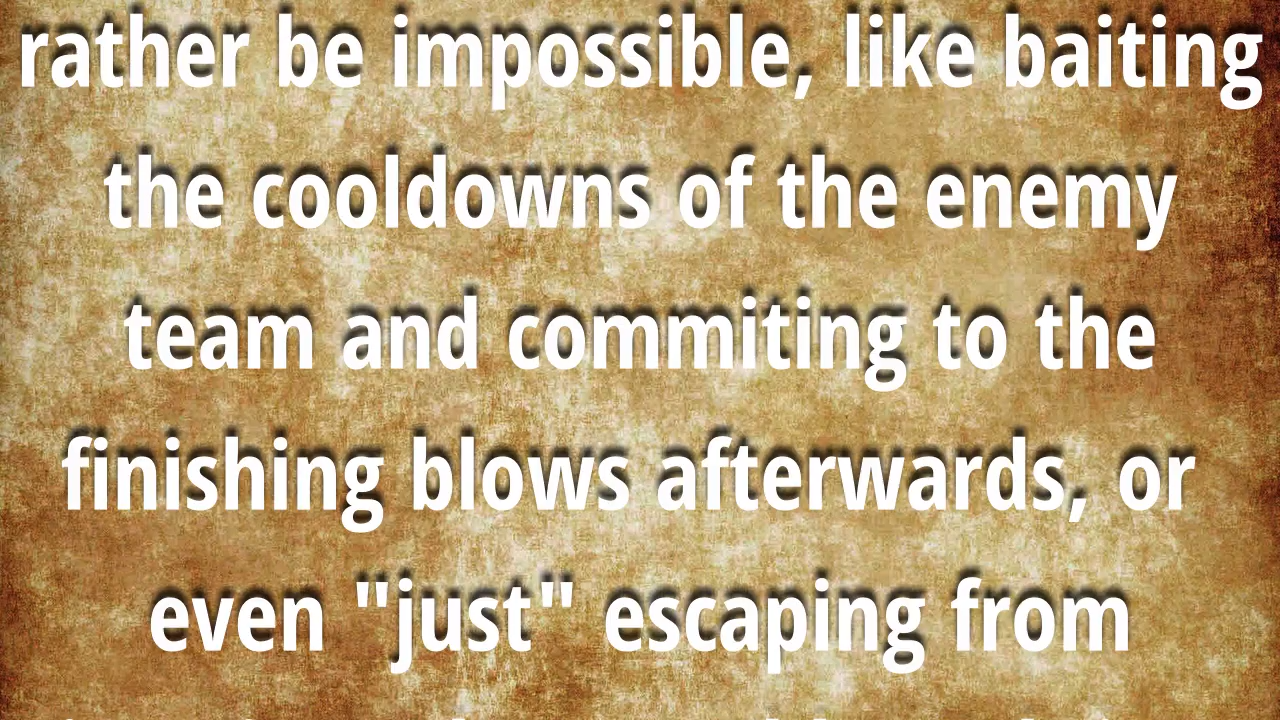 rather be impossible, like baiting
the cooldowns of the enemy
team and commiting to the
finishing blows afterwards, or
even "just" escaping from